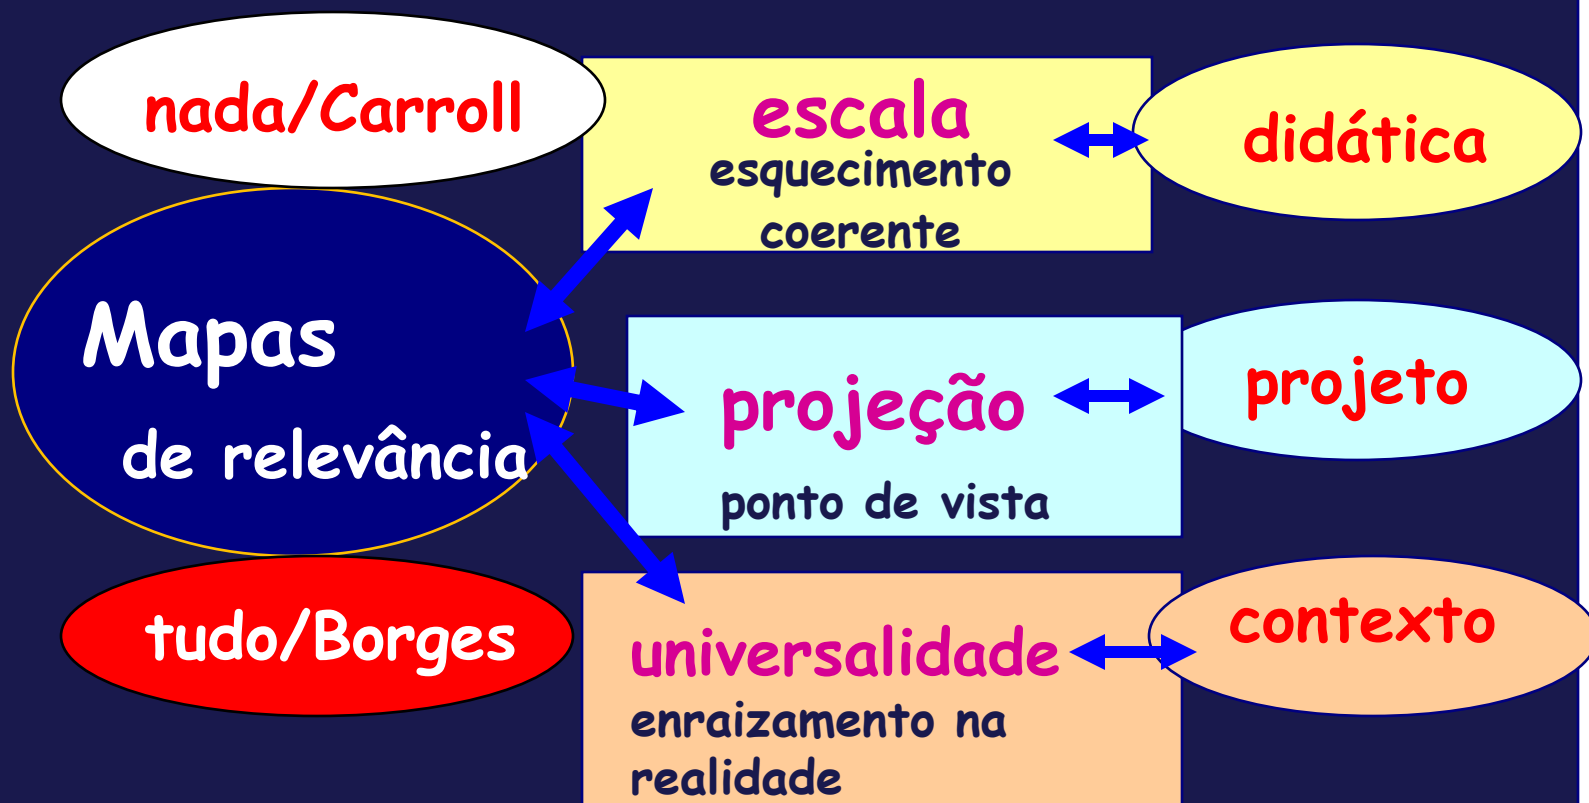 nada/Carroll
escala
esquecimento
coerente
didática
Mapas
de relevância
projeção
ponto de vista
projeto
tudo/Borges
universalidade
enraizamento na
realidade
contexto